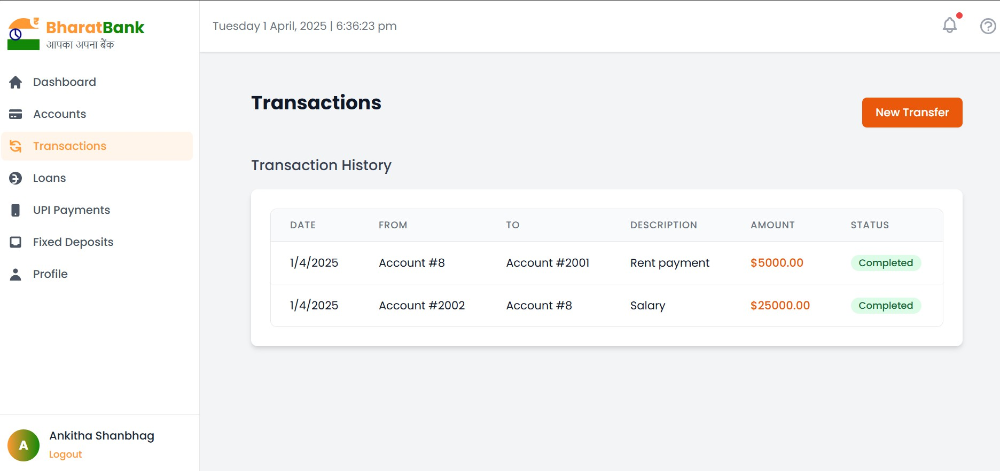 ₹
BharatBank
आपका अपना बैंक
Dashboard
Accounts
Transactions
Loans
UPI Payments
Fixed Deposits
Profile
A
Ankitha Shanbhag
Logout
Tuesday 1 April, 2025 | 6:36:23 pm
?
Transactions
New Transfer
Transaction History
DATE FROM TO DESCRIPTION AMOUNT STATUS
1/4/2025 Account #8 Account #2001 Rent payment $5000.00 Completed
1/4/2025 Account #2002 Account #8 Salary $25000.00 Completed